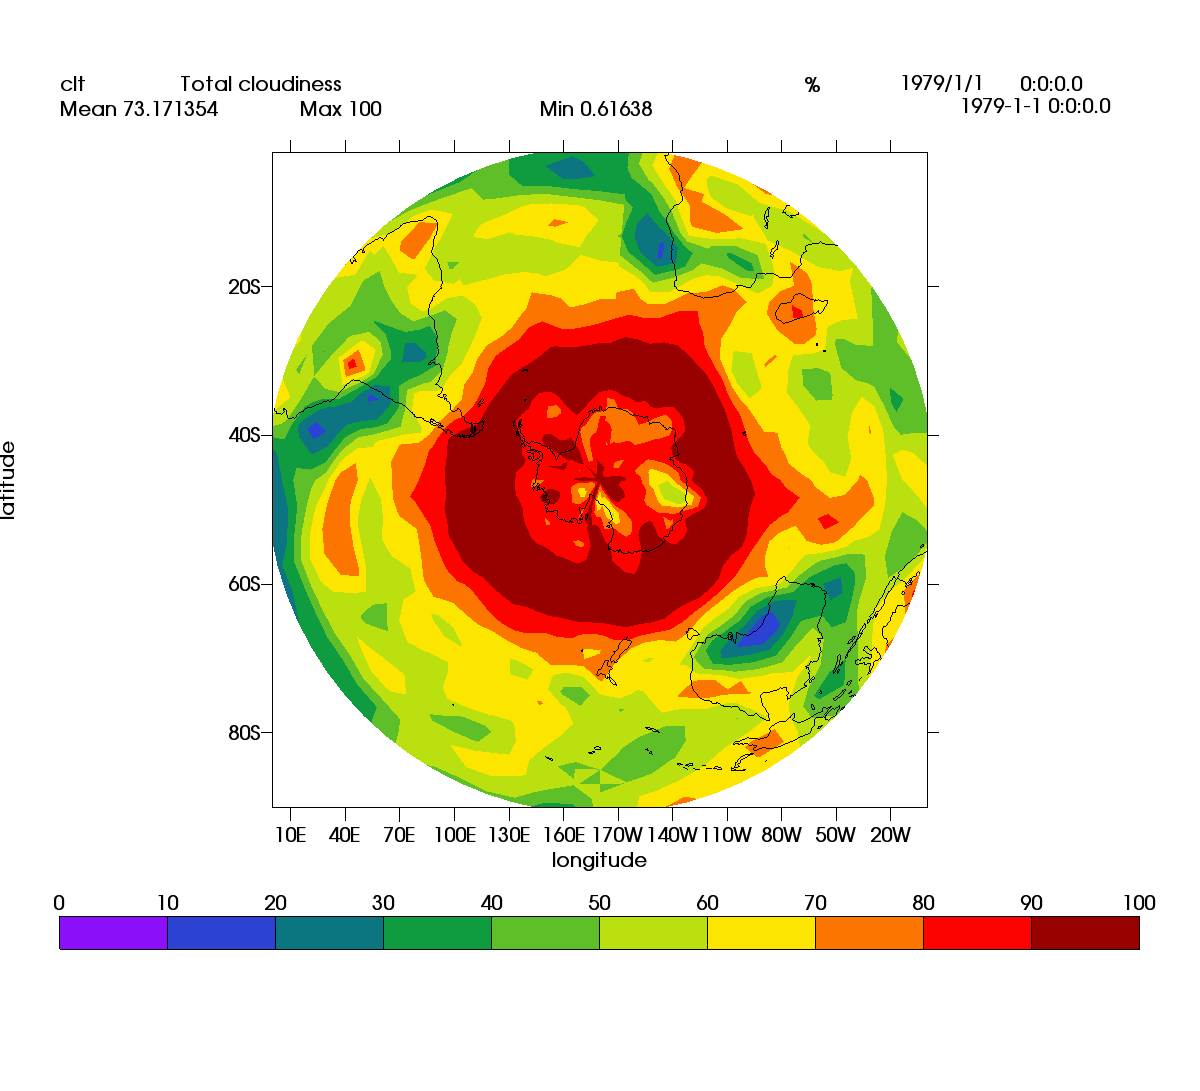 clt Total cloudiness % 1979/1/1 0:0:0.0
Mean 73.171354 Max 100 Min 0.61638 1979-1-1 0:0:0.0
20S
40S
latitude
60S
80S
10E 40E 70E 100E 130E 160E 170W 140W 110W 80W 50W 20W
longitude
0 10 20 30 40 50 60 70 80 90 100